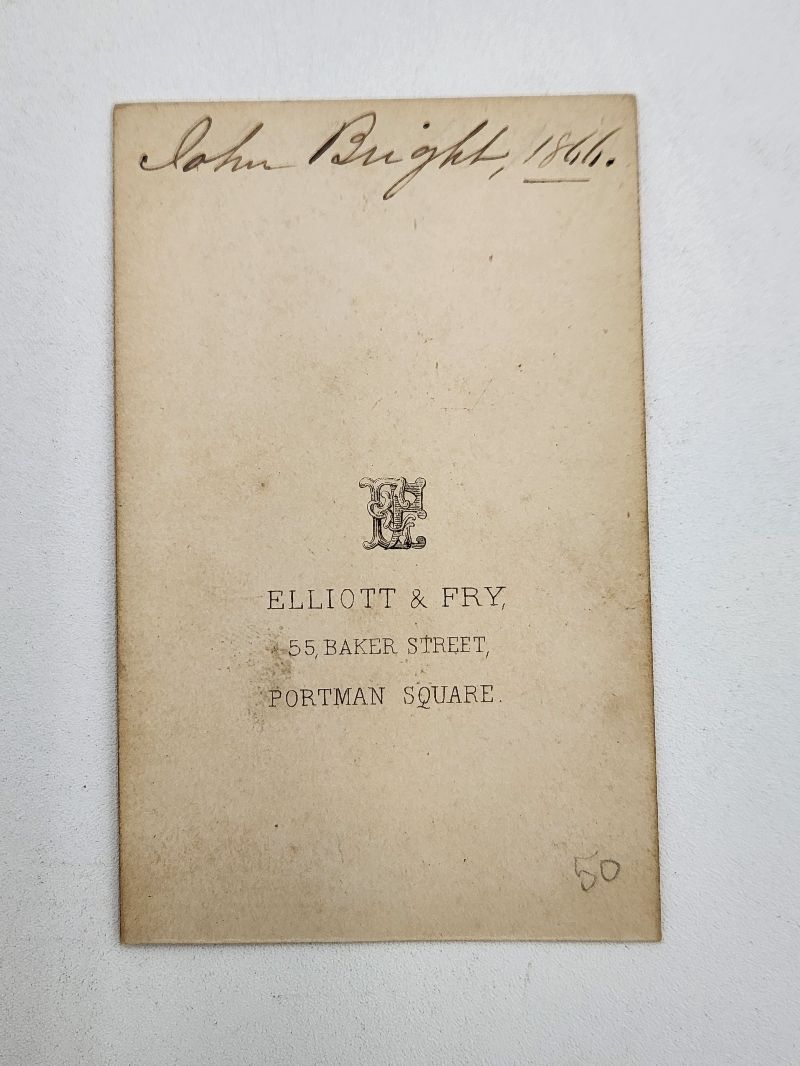 John Bright, 1866.
E&F
ELLIOTT & FRY,
55, BAKER STREET,
PORTMAN SQUARE.
50